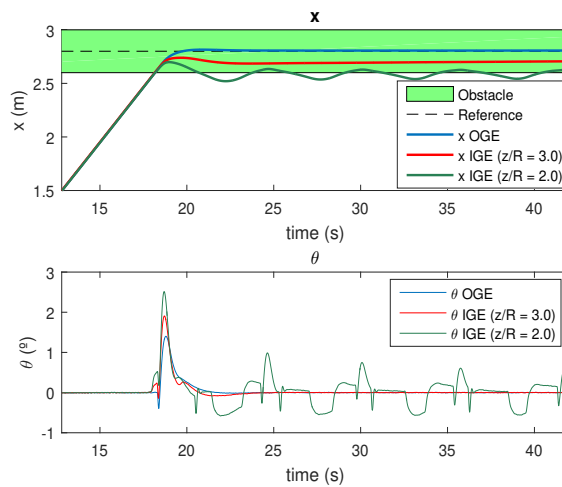 x
3
2.5
2
1.5
x (m)
Obstacle
Reference
x OGE
x IGE (z/R = 3.0)
x IGE (z/R = 2.0)
15 20 25 30 35 40
time (s)
θ
3
2
1
0
-1
θ (º)
θ OGE
θ IGE (z/R = 3.0)
θ IGE (z/R = 2.0)
15 20 25 30 35 40
time (s)